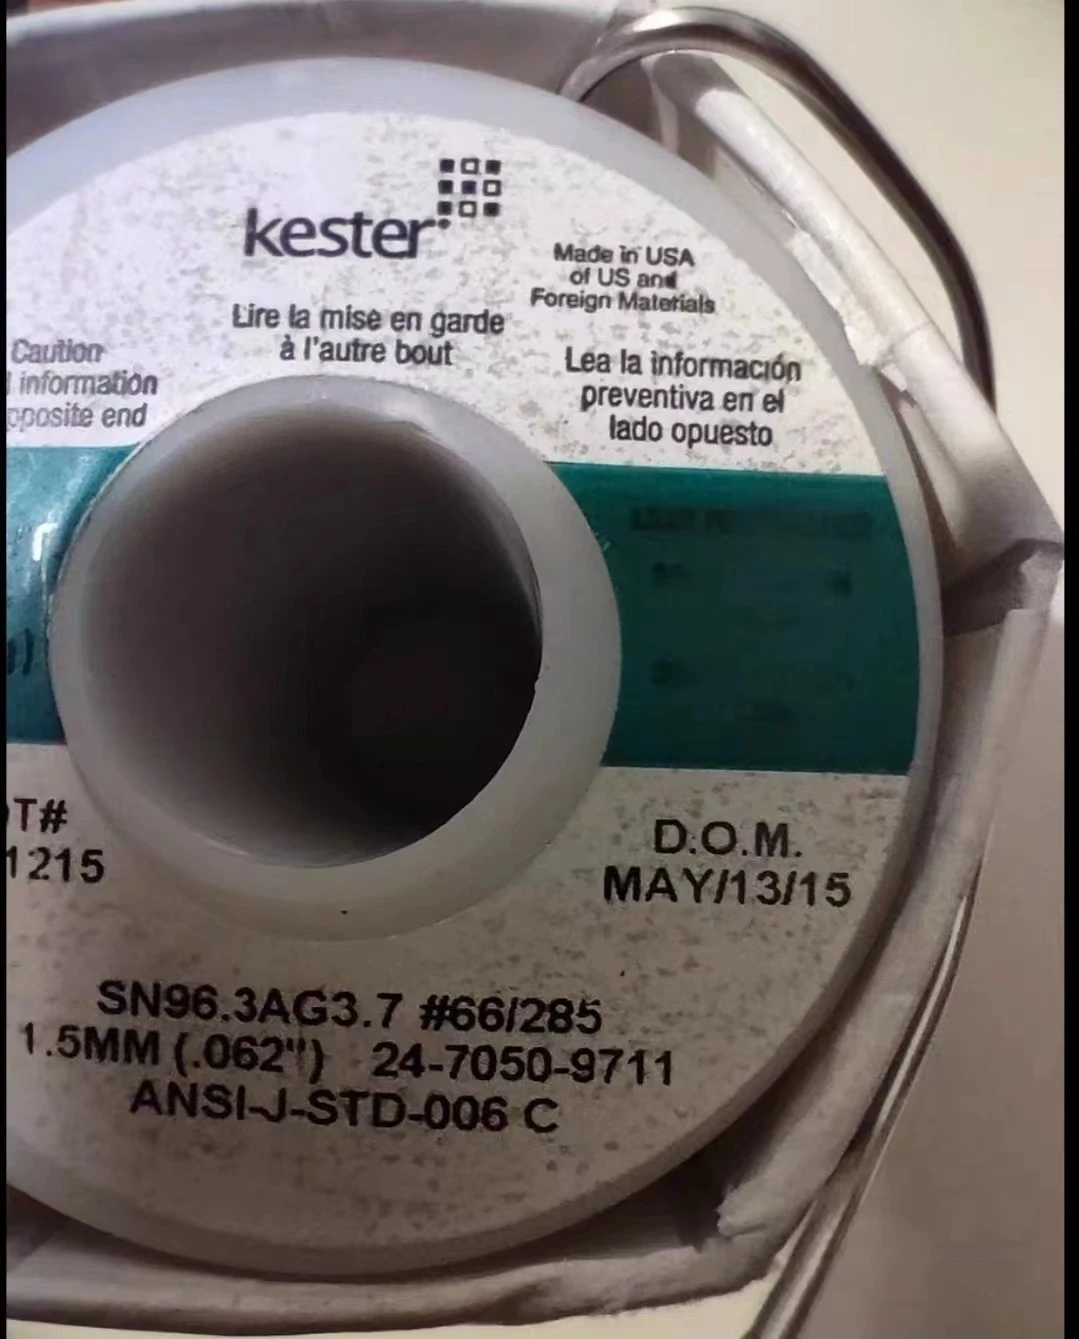 kester
Made in USA
of US and
Foreign Materials
Lire la mise en garde
à l'autre bout
Caution
information
pposite end
Lea la información
preventiva en el
lado opuesto
T#
1215
D.O.M.
MAY/13/15
SN96.3AG3.7 #66/285
1.5MM (.062") 24-7050-9711
ANSI-J-STD-006 C